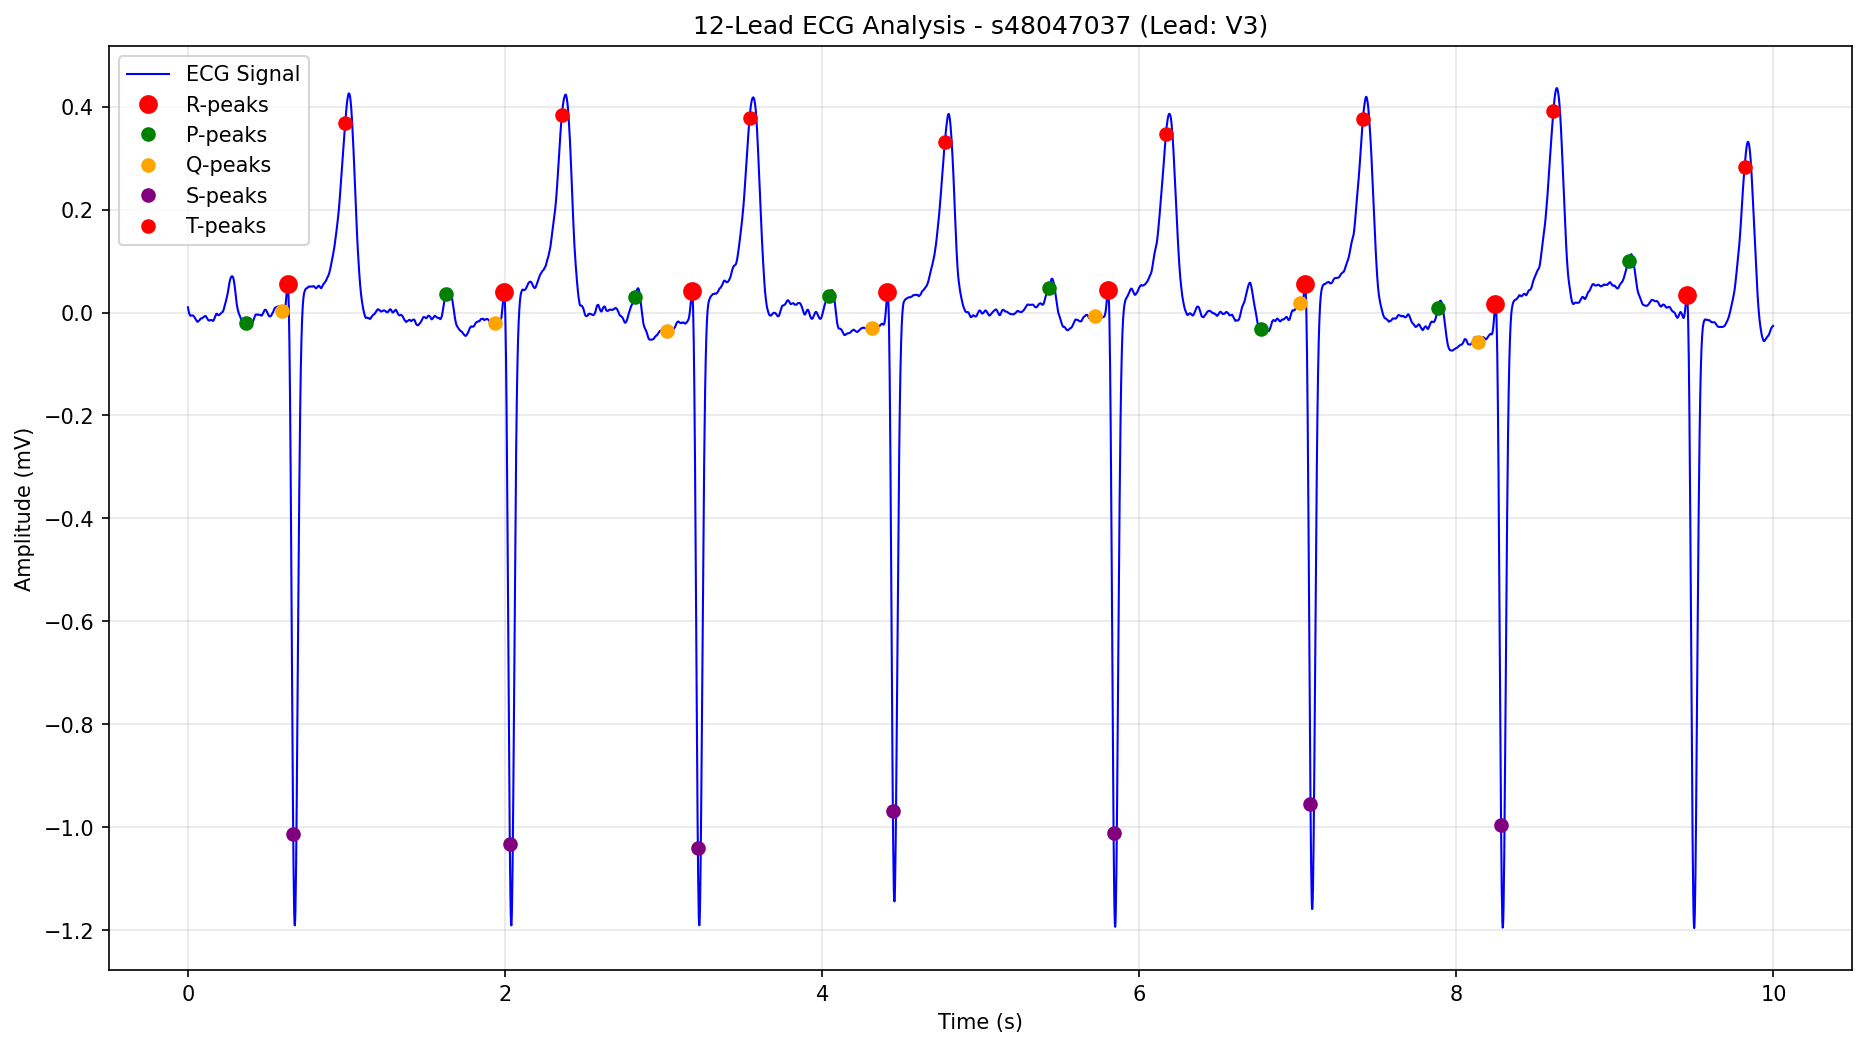 12-Lead ECG Analysis - s48047037 (Lead: V3)
ECG Signal
R-peaks
P-peaks
Q-peaks
S-peaks
T-peaks
0.4
0.2
0.0
−0.2
−0.4
−0.6
−0.8
−1.0
−1.2
Amplitude (mV)
0 2 4 6 8 10
Time (s)